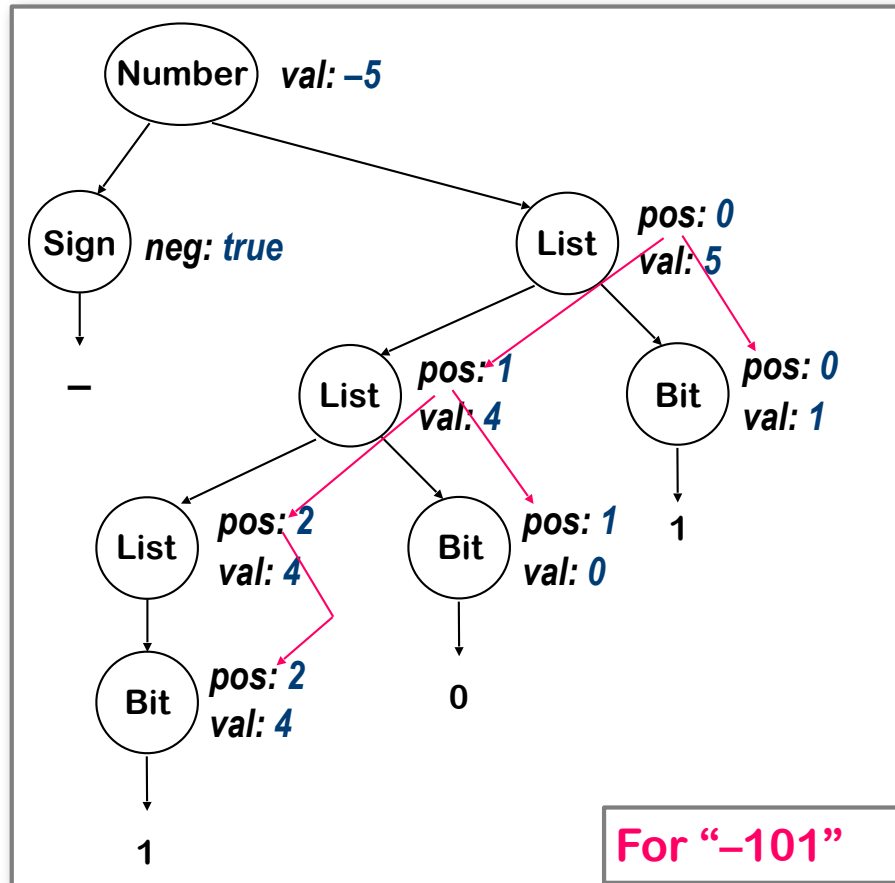 Number val: –5
pos: 0
Sign neg: true List
val: 5
pos: 1 pos: 0
– List Bit
val: 4 val: 1
pos: 2 pos: 1 1
List Bit
val: 4 val: 0
pos: 2
Bit 0
val: 4
1
For “–101”